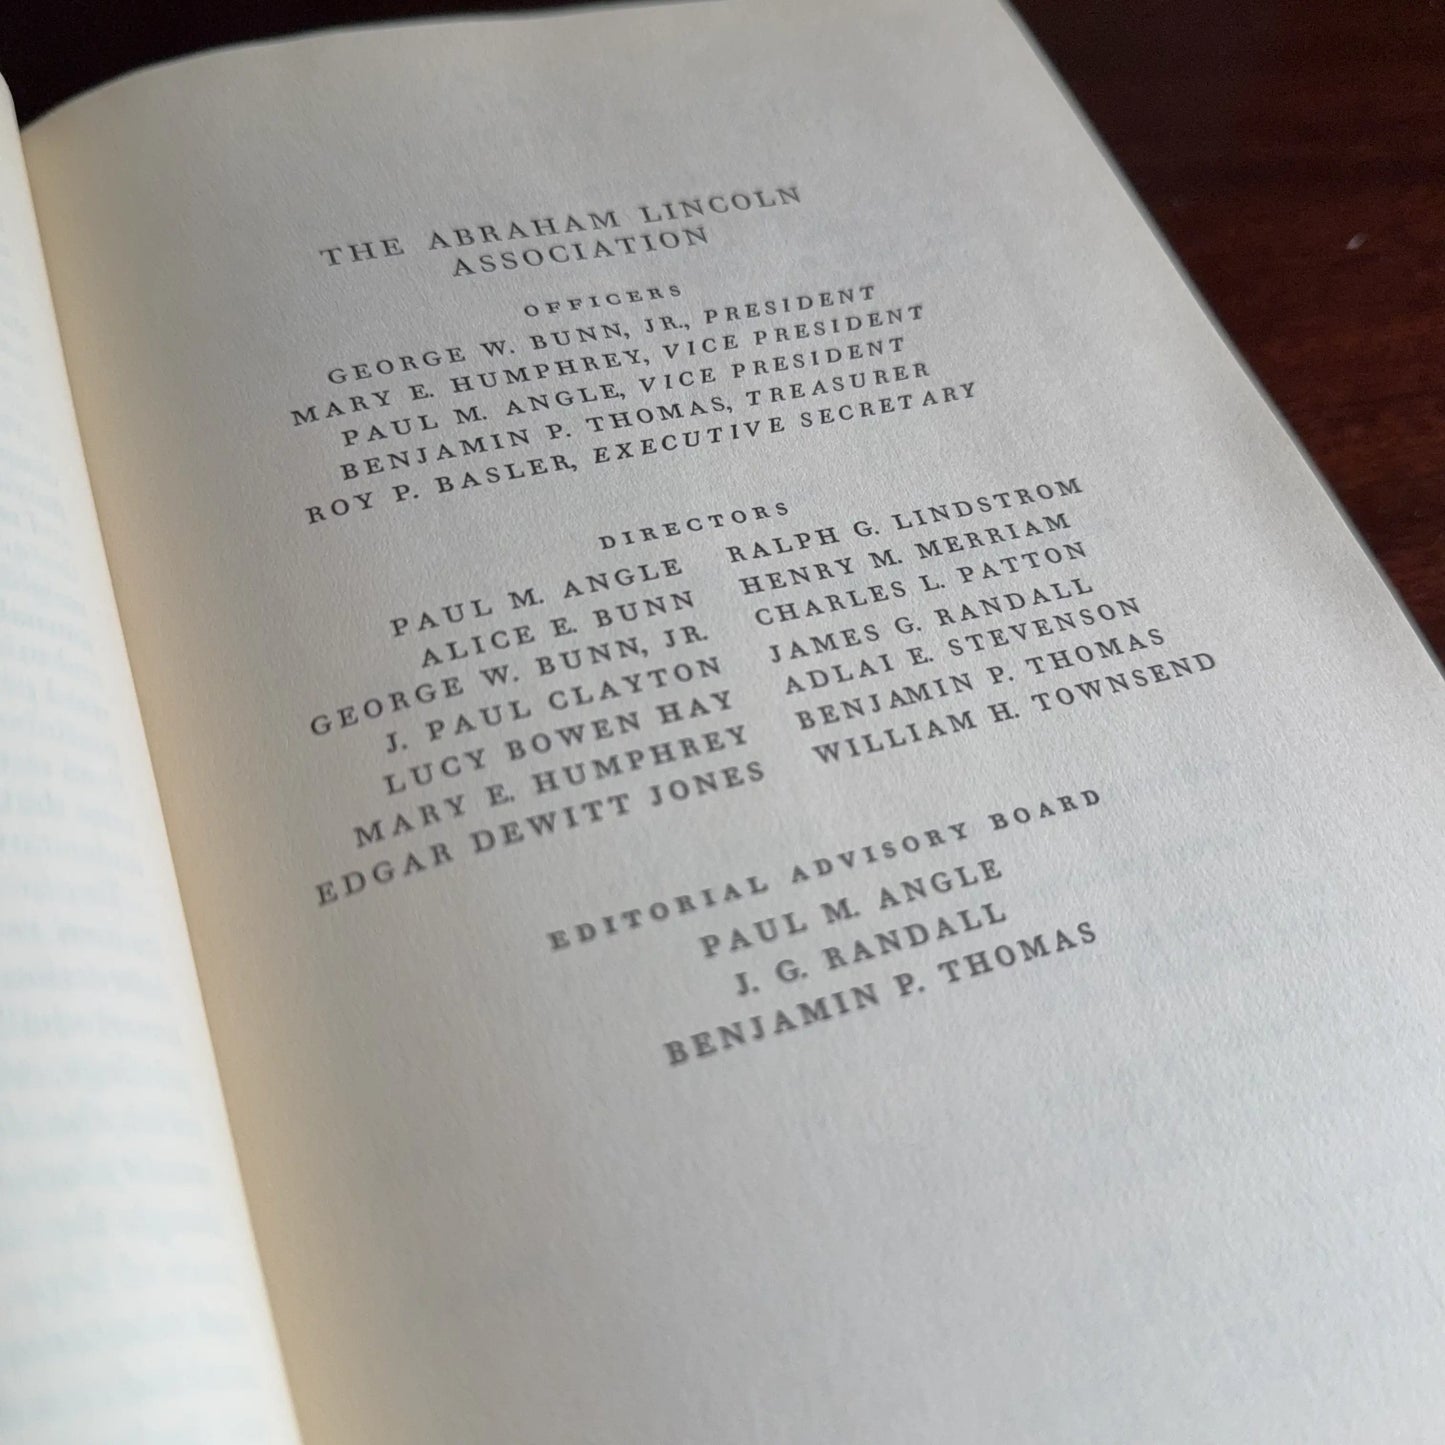 THE ABRAHAM LINCOLN
ASSOCIATION
OFFICERS
GEORGE W. BUNN, JR., PRESIDENT
MARY E. HUMPHREY, VICE PRESIDENT
PAUL M. ANGLE, VICE PRESIDENT
BENJAMIN P. THOMAS, TREASURER
ROY P. BASLER, EXECUTIVE SECRETARY
DIRECTORS
PAUL M. ANGLE
ALICE E. BUNN
GEORGE W. BUNN, JR.
J. PAUL CLAYTON
LUCY BOWEN HAY
MARY E. HUMPHREY
EDGAR DEWITT JONES
RALPH G. LINDSTROM
HENRY M. MERRIAM
CHARLES L. PATTON
JAMES G. RANDALL
ADLAI E. STEVENSON
BENJAMIN P. THOMAS
WILLIAM H. TOWNSEND
EDITORIAL ADVISORY BOARD
PAUL M. ANGLE
J. G. RANDALL
BENJAMIN P. THOMAS